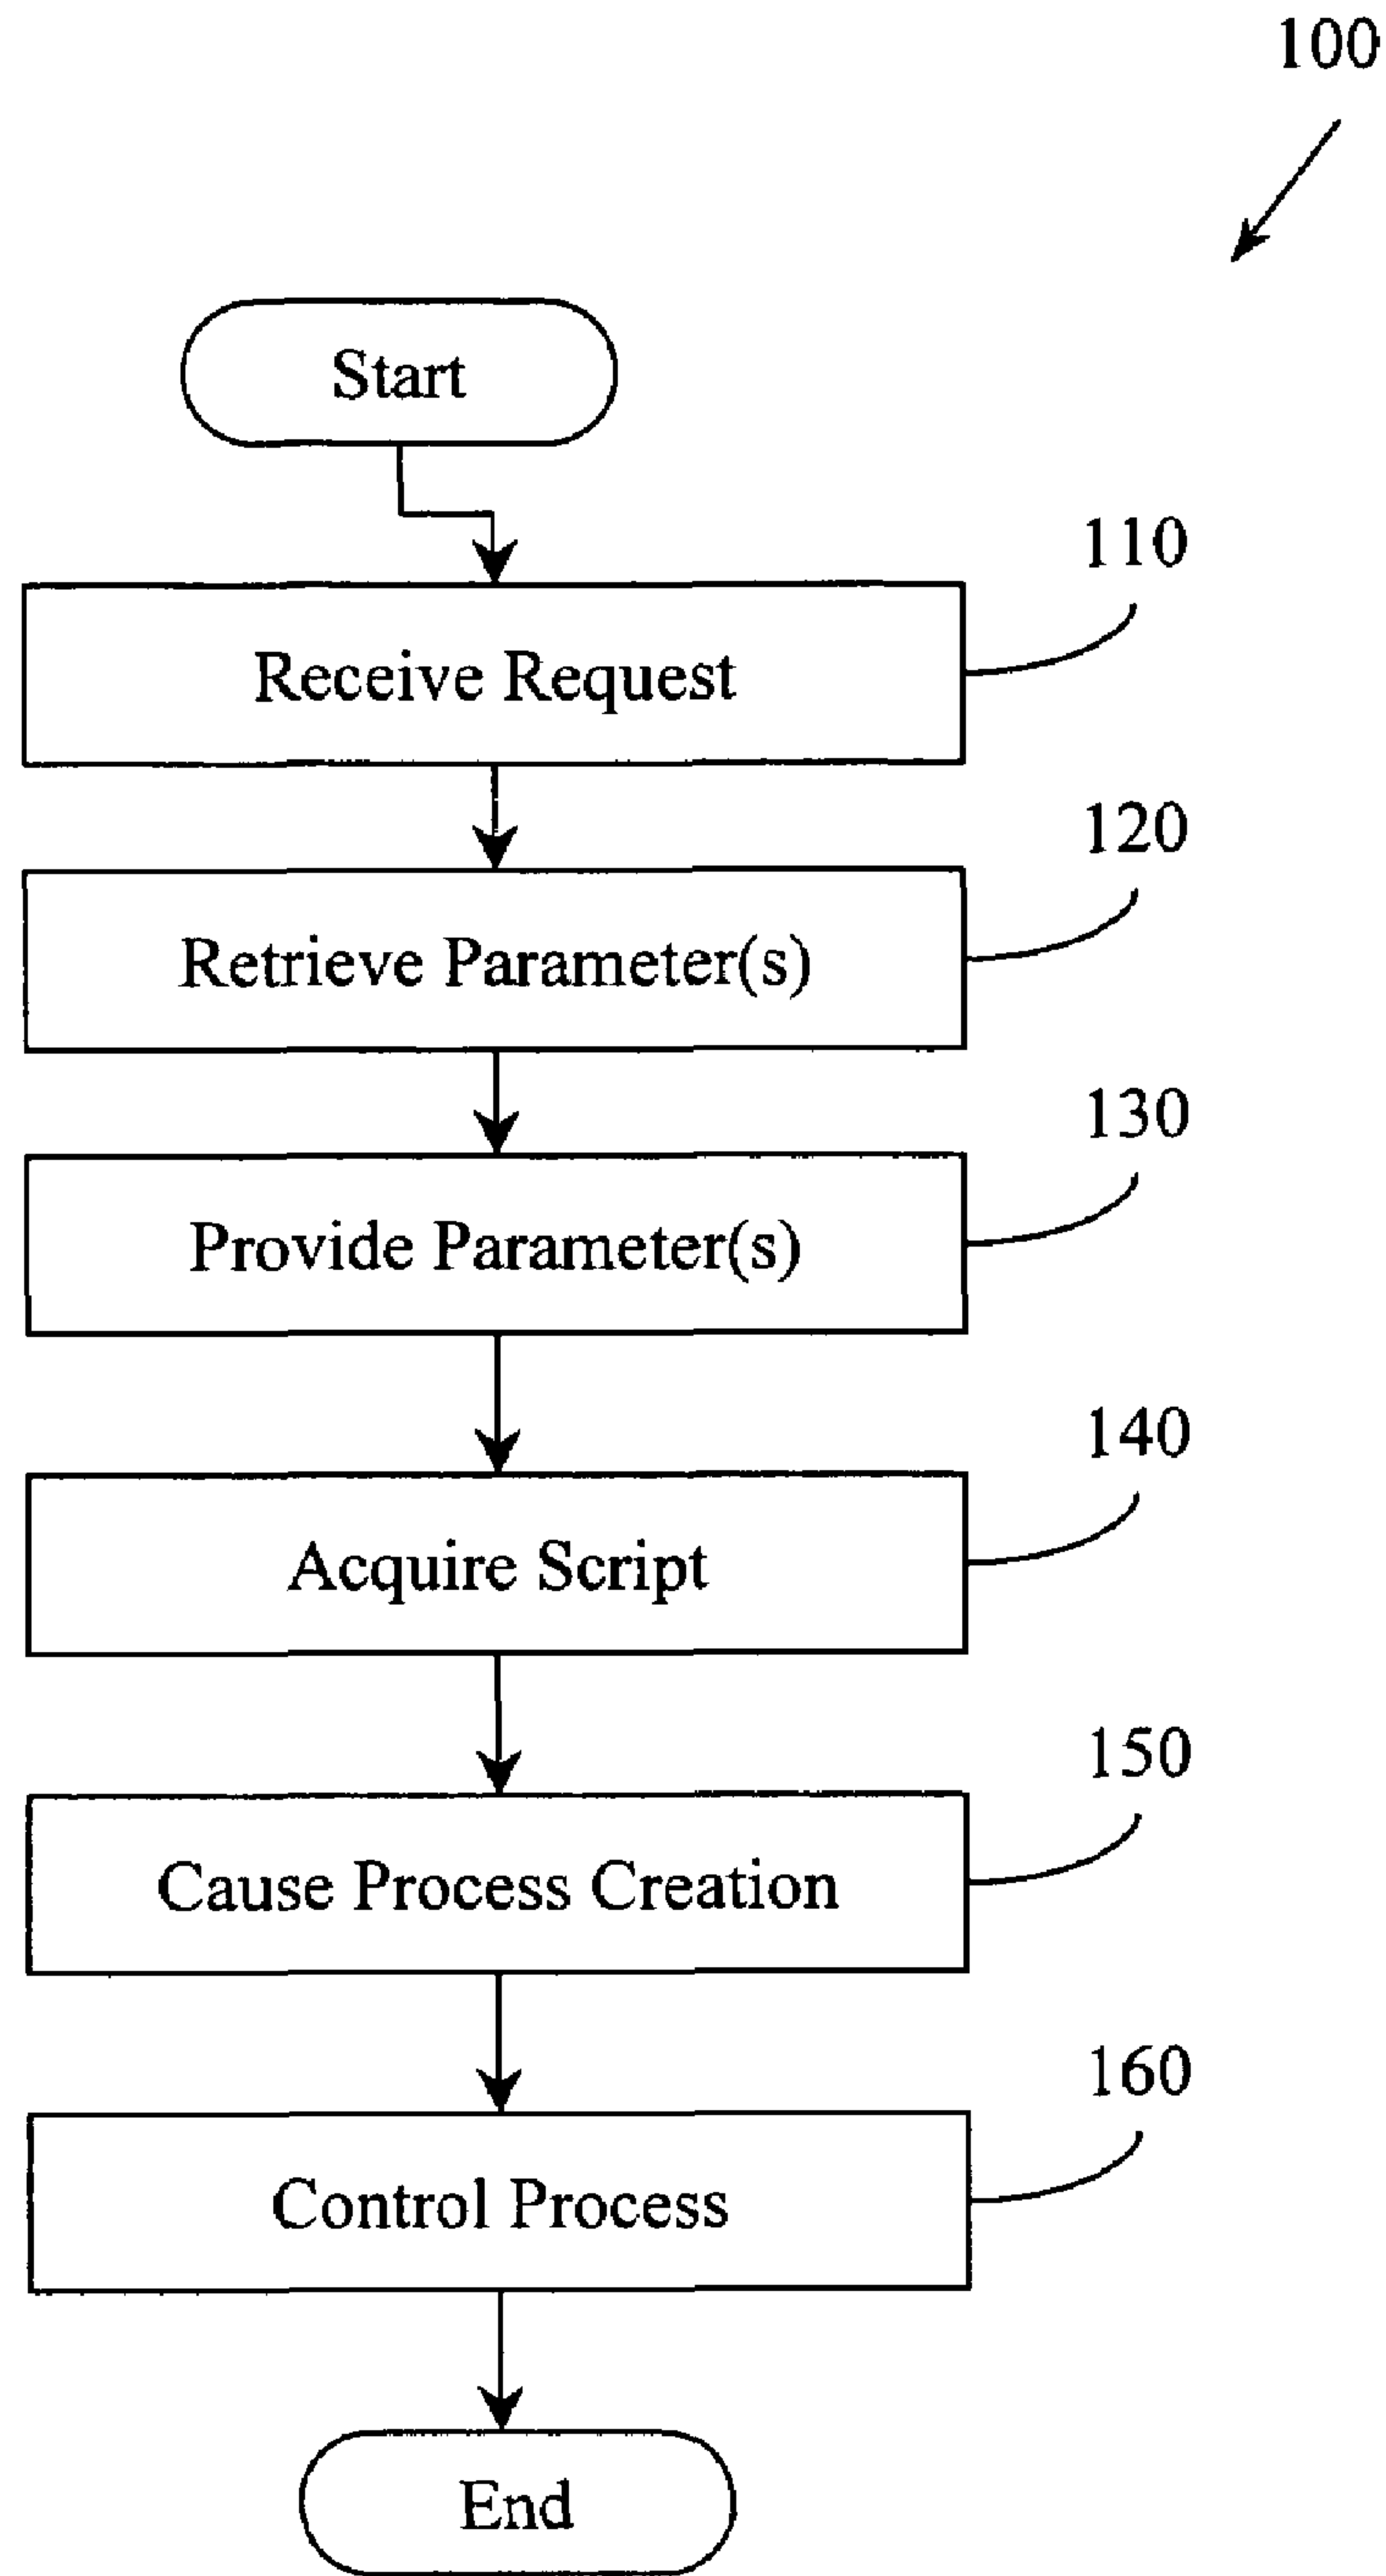 100
Start
110
Receive Request
120
Retrieve Parameter(s)
130
Provide Parameter(s)
140
Acquire Script
150
Cause Process Creation
160
Control Process
End